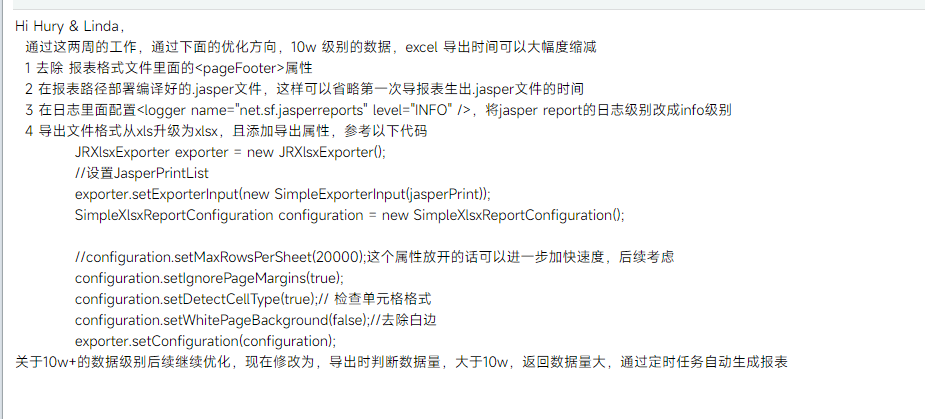 Hi Hury & Linda，
通过这两周的工作，通过下面的优化方向，10w 级别的数据，excel 导出时间可以大幅度缩减
1 去除 报表格式文件里面的<pageFooter>属性
2 在报表路径部署编译好的.jasper文件，这样可以省略第一次导报表生出.jasper文件的时间
3 在日志里面配置<logger name="net.sf.jasperreports" level="INFO" />，将jasper report的日志级别改成info级别
4 导出文件格式从xls升级为xlsx，且添加导出属性，参考以下代码
JRXlsxExporter exporter = new JRXlsxExporter();
//设置JasperPrintList
exporter.setExporterInput(new SimpleExporterInput(jasperPrint));
SimpleXlsxReportConfiguration configuration = new SimpleXlsxReportConfiguration();
//configuration.setMaxRowsPerSheet(20000);这个属性放开的话可以进一步加快速度，后续考虑
configuration.setIgnorePageMargins(true);
configuration.setDetectCellType(true);// 检查单元格格式
configuration.setWhitePageBackground(false);//去除白边
exporter.setConfiguration(configuration);
关于10w+的数据级别后续继续优化，现在修改为，导出时判断数据量，大于10w，返回数据量大，通过定时任务自动生成报表